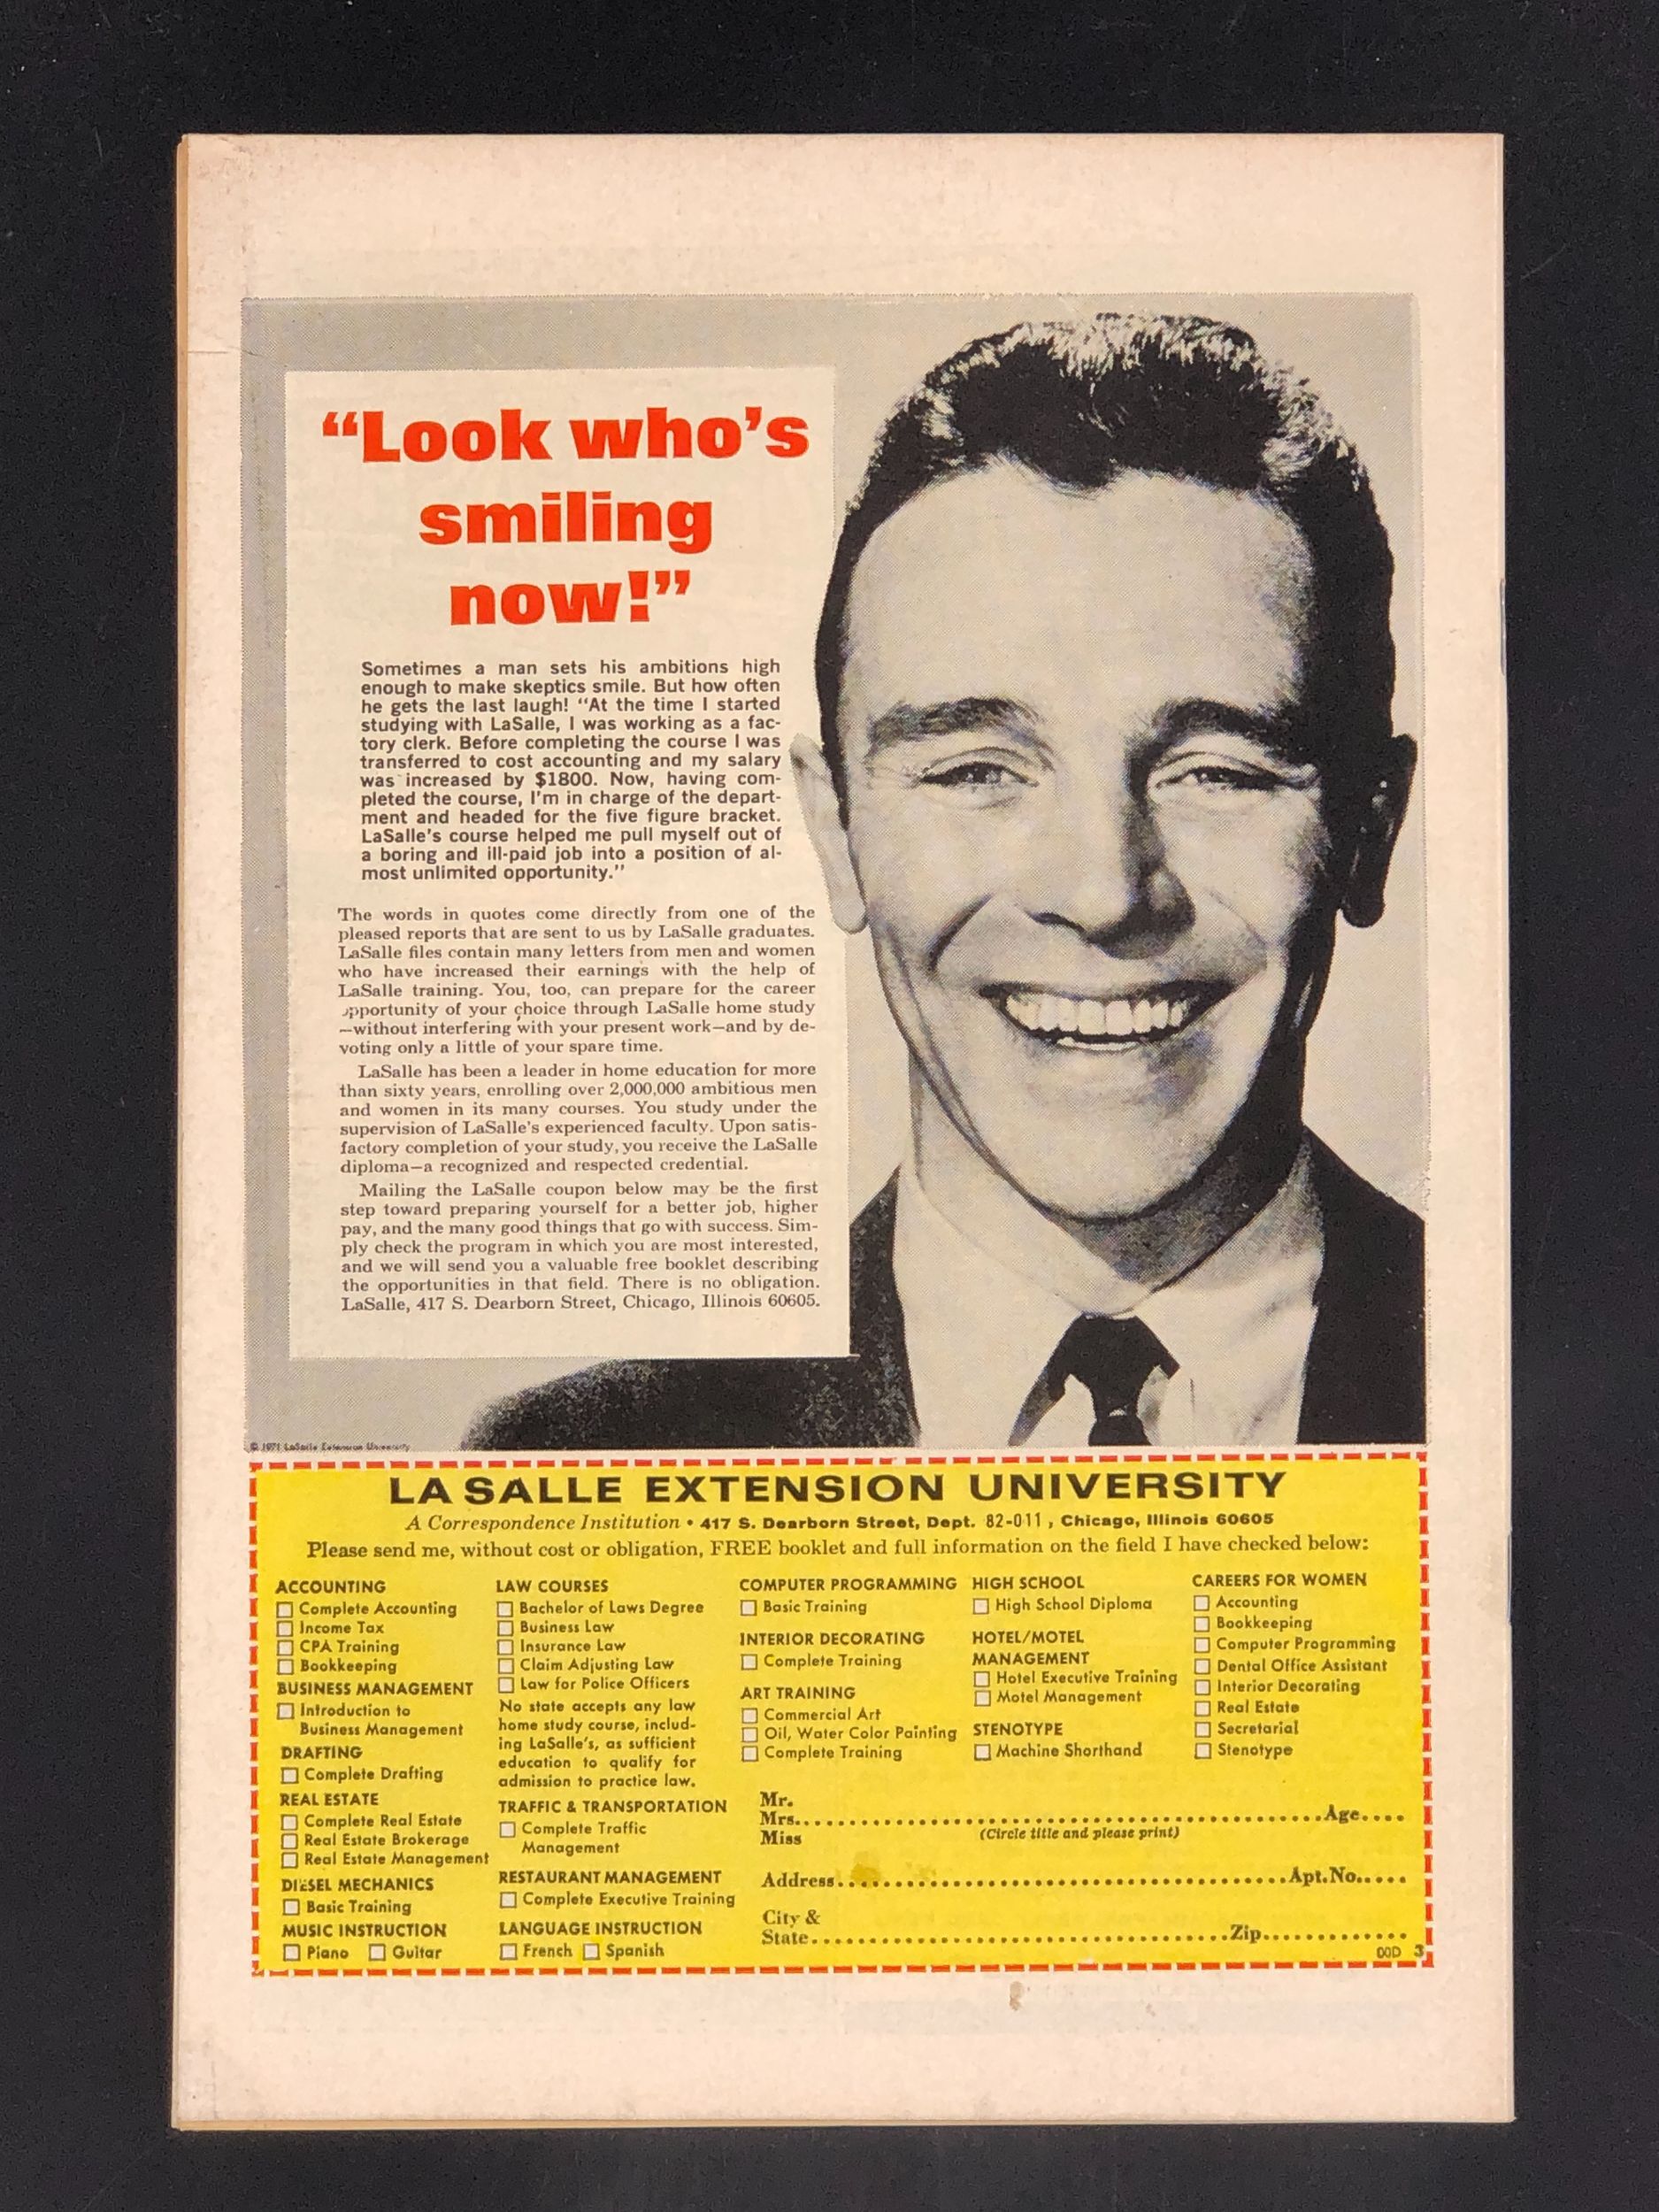 “Look who’s
smiling
now!”
Sometimes a man sets his ambitions high
enough to make skeptics smile. But how often
he gets the last laugh! “At the time I started
studying with LaSalle, I was working as a fac-
tory clerk. Before completing the course I was
transferred to cost accounting and my salary
was increased by $1800. Now, having com-
pleted the course, I’m in charge of the depart-
ment and headed for the five figure bracket.
LaSalle’s course helped me pull myself out of
a boring and ill-paid job into a position of al-
most unlimited opportunity.”
The words in quotes come directly from one of the
pleased reports that are sent to us by LaSalle graduates.
LaSalle files contain many letters from men and women
who have increased their earnings with the help of
LaSalle training. You, too, can prepare for the career
opportunity of your choice through LaSalle home study
—without interfering with your present work—and by de-
voting only a little of your spare time.
LaSalle has been a leader in home education for more
than sixty years, enrolling over 2,000,000 ambitious men
and women in its many courses. You study under the
supervision of LaSalle’s experienced faculty. Upon satis-
factory completion of your study, you receive the LaSalle
diploma—a recognized and respected credential.
Mailing the LaSalle coupon below may be the first
step toward preparing yourself for a better job, higher
pay, and the many good things that go with success. Sim-
ply check the program in which you are most interested,
and we will send you a valuable free booklet describing
the opportunities in that field. There is no obligation.
LaSalle, 417 S. Dearborn Street, Chicago, Illinois 60605.
© 1971 LaSalle Extension University
LA SALLE EXTENSION UNIVERSITY
A Correspondence Institution • 417 S. Dearborn Street, Dept. 82-011, Chicago, Illinois 60605
Please send me, without cost or obligation, FREE booklet and full information on the field I have checked below:
ACCOUNTING
Complete Accounting
Income Tax
CPA Training
Bookkeeping
BUSINESS MANAGEMENT
Introduction to
Business Management
DRAFTING
Complete Drafting
REAL ESTATE
Complete Real Estate
Real Estate Brokerage
Real Estate Management
DIESEL MECHANICS
Basic Training
MUSIC INSTRUCTION
Piano Guitar
LAW COURSES
Bachelor of Laws Degree
Business Law
Insurance Law
Claim Adjusting Law
Law for Police Officers
No state accepts any law
home study course, includ-
ing LaSalle’s, as sufficient
education to qualify for
admission to practice law.
TRAFFIC & TRANSPORTATION
Complete Traffic
Management
RESTAURANT MANAGEMENT
Complete Executive Training
LANGUAGE INSTRUCTION
French Spanish
COMPUTER PROGRAMMING
Basic Training
INTERIOR DECORATING
Complete Training
ART TRAINING
Commercial Art
Oil, Water Color Painting
Complete Training
HIGH SCHOOL
High School Diploma
HOTEL/MOTEL
MANAGEMENT
Hotel Executive Training
Motel Management
STENOTYPE
Machine Shorthand
CAREERS FOR WOMEN
Accounting
Bookkeeping
Computer Programming
Dental Office Assistant
Interior Decorating
Real Estate
Secretarial
Stenotype
Mr.
Mrs. Age
Miss (Circle title and please print)
Address Apt.No.
City &
State Zip
00D 3